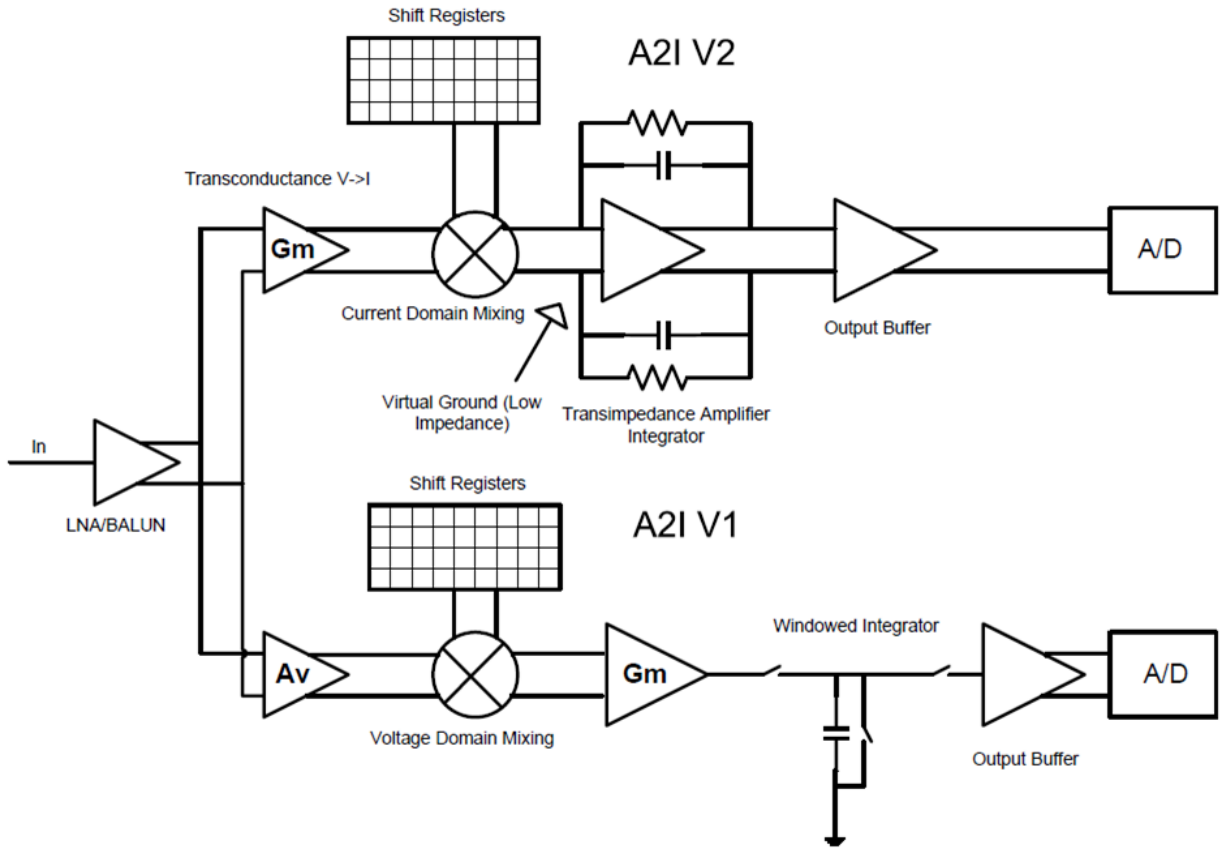 Shift Registers
A2I V2
Transconductance V->I
Gm
A/D
Current Domain Mixing
Output Buffer
Virtual Ground (Low
Impedance)
Transimpedance Amplifier
Integrator
In
LNA/BALUN
Shift Registers
A2I V1
Windowed Integrator
Av
Gm
A/D
Voltage Domain Mixing
Output Buffer